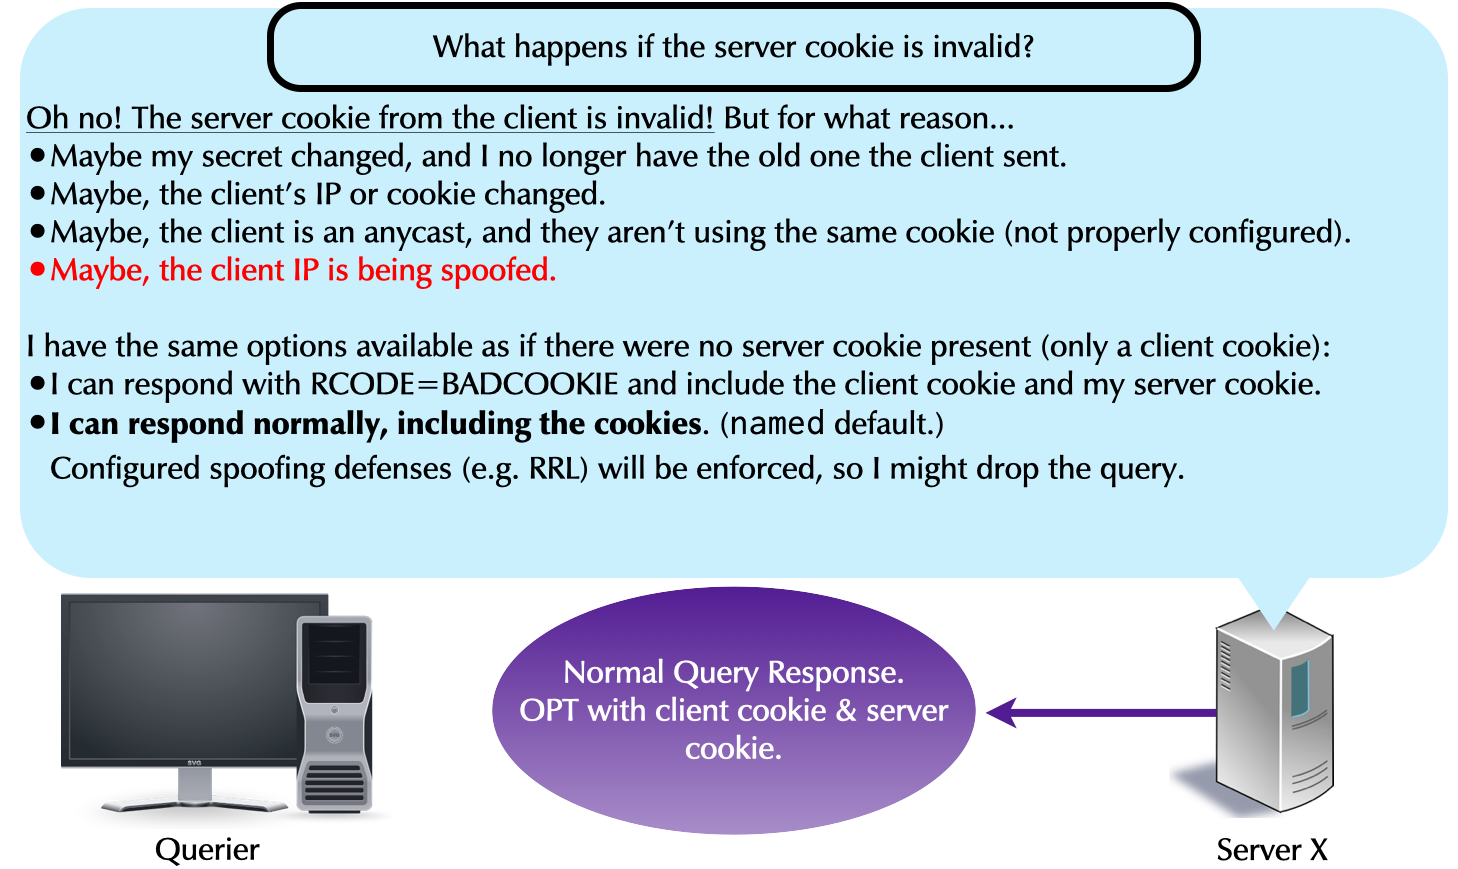 What happens if the server cookie is invalid?
Oh no! The server cookie from the client is invalid! But for what reason...
•Maybe my secret changed, and I no longer have the old one the client sent.
•Maybe, the client’s IP or cookie changed.
•Maybe, the client is an anycast, and they aren’t using the same cookie (not properly configured).
•Maybe, the client IP is being spoofed.
I have the same options available as if there were no server cookie present (only a client cookie):
•I can respond with RCODE=BADCOOKIE and include the client cookie and my server cookie.
•I can respond normally, including the cookies. (named default.)
Configured spoofing defenses (e.g. RRL) will be enforced, so I might drop the query.
Normal Query Response.
OPT with client cookie & server
cookie.
SVG
Querier
Server X